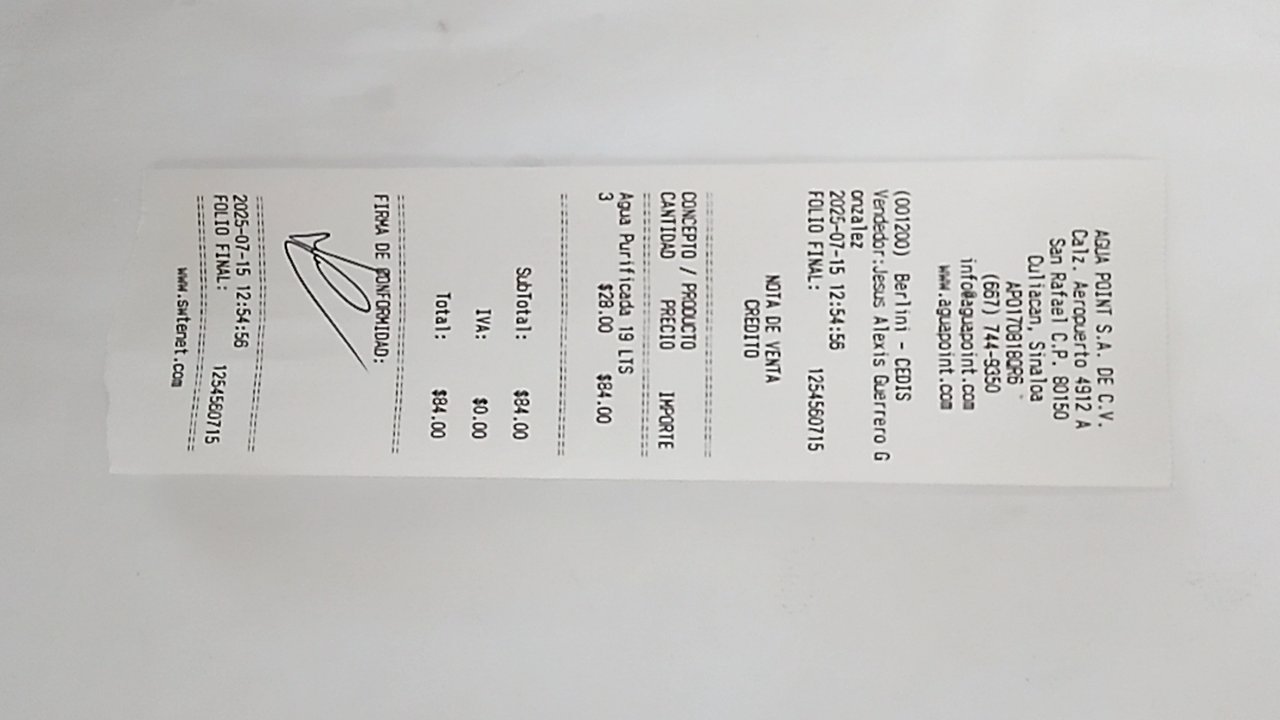 AGUA POINT S.A. DE C.V.
Calz. Aeropuerto 4912 A
San Rafael C.P. 80150
Culiacan, Sinaloa
APO170818QR6
(667) 744-9350
info@aguapoint.com
www.aguapoint.com
(001200) Berlini - CEDIS
Vendedor:Jesus Alexis Guerrero G
onzalez
2025-07-15 12:54:56
FOLIO FINAL: 1254560715
NOTA DE VENTA
CREDITO
CONCEPTO / PRODUCTO
CANTIDAD PRECIO IMPORTE
Agua Purificada 19 LTS
3 $28.00 $84.00
SubTotal: $84.00
IVA: $0.00
Total: $84.00
FIRMA DE CONFORMIDAD:
2025-07-15 12:54:56
FOLIO FINAL: 1254560715
www.swtenet.com